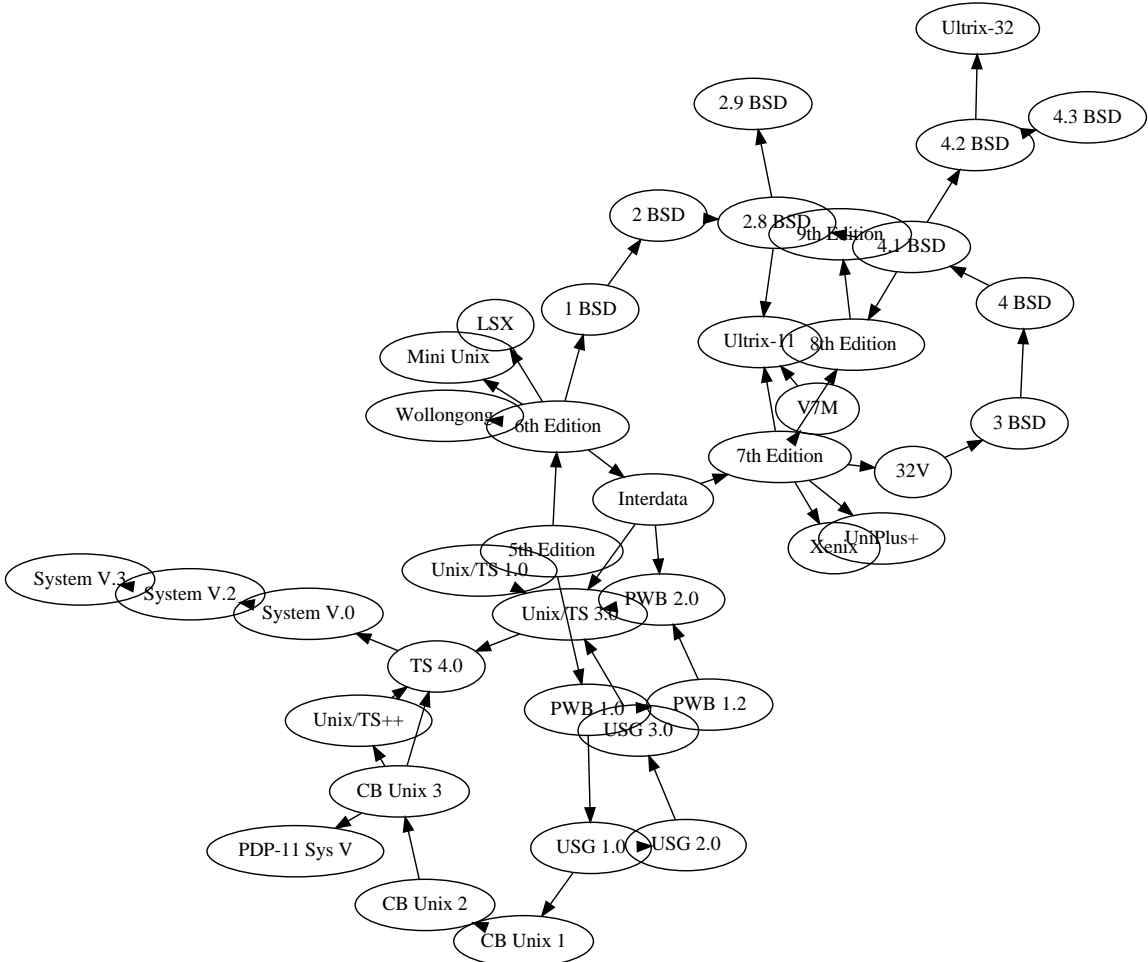 Ultrix-32
2.9 BSD
4.3 BSD
4.2 BSD
2 BSD
2.8 BSD
9th Edition
4.1 BSD
4 BSD
1 BSD
LSX
Ultrix-11
8th Edition
Mini Unix
V7M
Wollongong
6th Edition
3 BSD
7th Edition
32V
Interdata
UniPlus+
Xenix
5th Edition
Unix/TS 1.0
System V.3
System V.2
System V.0
Unix/TS 3.0
PWB 2.0
TS 4.0
PWB 1.0
PWB 1.2
Unix/TS++
USG 3.0
CB Unix 3
PDP-11 Sys V
USG 1.0
USG 2.0
CB Unix 2
CB Unix 1